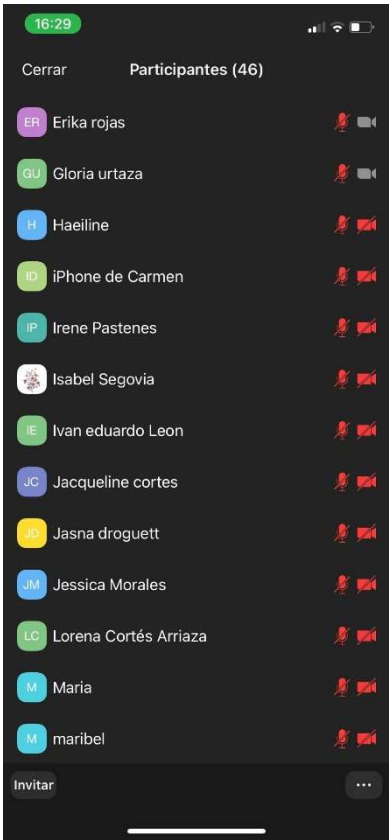 16:29
Cerrar Participantes (46)
ER Erika rojas
GU Gloria urtaza
H Haeiline
ID iPhone de Carmen
IP Irene Pastenes
Isabel Segovia
IE Ivan eduardo Leon
JC Jacqueline cortes
JD Jasna droguett
JM Jessica Morales
LC Lorena Cortés Arriaza
M Maria
M maribel
Invitar